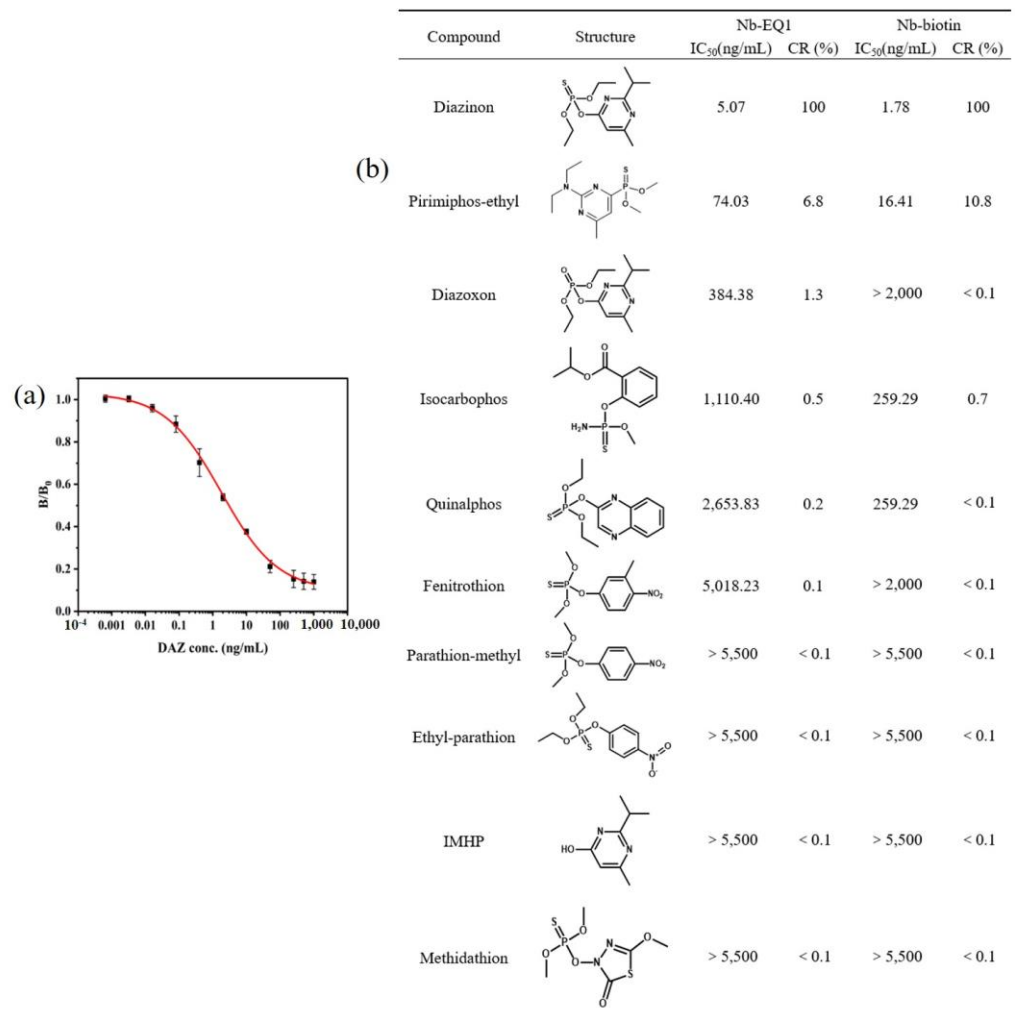 (a)
1.0
0.8
0.6
0.4
0.2
0.0
B/B₀
10⁻⁴ 0.001 0.01 0.1 1 10 100 1,000 10,000
DAZ conc. (ng/mL)
(b)
Compound Structure Nb-EQ1 Nb-biotin
IC₅₀(ng/mL) CR (%) IC₅₀(ng/mL) CR (%)
Diazinon S P O O O N N 5.07 100 1.78 100
Pirimiphos-ethyl N N N S P O O 74.03 6.8 16.41 10.8
Diazoxon O P O O O N N 384.38 1.3 > 2,000 < 0.1
Isocarbophos O O O H₂N P O S 1,110.40 0.5 259.29 0.7
Quinalphos O S P O O N N 2,653.83 0.2 259.29 < 0.1
Fenitrothion O S P O O NO₂ 5,018.23 0.1 > 2,000 < 0.1
Parathion-methyl O S P O O NO₂ > 5,500 < 0.1 > 5,500 < 0.1
Ethyl-parathion O O P O S N⁺ O O⁻ > 5,500 < 0.1 > 5,500 < 0.1
IMHP HO N N > 5,500 < 0.1 > 5,500 < 0.1
Methidathion S P O O O N N S O O > 5,500 < 0.1 > 5,500 < 0.1